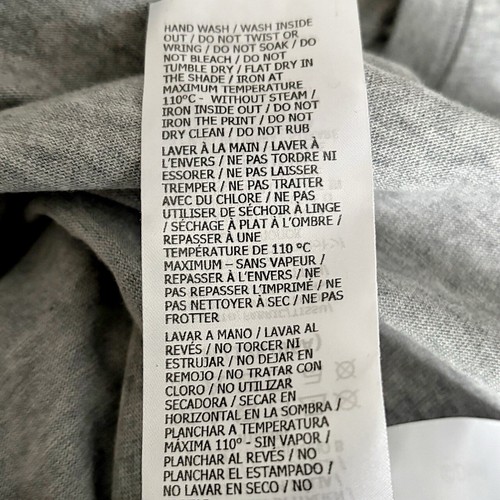 HAND WASH / WASH INSIDE
OUT / DO NOT TWIST OR
WRING / DO NOT SOAK / DO
NOT BLEACH / DO NOT
TUMBLE DRY / FLAT DRY IN
THE SHADE / IRON AT
MAXIMUM TEMPERATURE
110°C - WITHOUT STEAM /
IRON INSIDE OUT / DO NOT
IRON THE PRINT / DO NOT
DRY CLEAN / DO NOT RUB
LAVER À LA MAIN / LAVER À
L'ENVERS / NE PAS TORDRE NI
ESSORER / NE PAS LAISSER
TREMPER / NE PAS TRAITER
AVEC DU CHLORE / NE PAS
UTILISER DE SÉCHOIR À LINGE
/ SÉCHAGE À PLAT À L'OMBRE /
REPASSER À UNE
TEMPÉRATURE DE 110 °C
MAXIMUM – SANS VAPEUR /
REPASSER À L'ENVERS / NE
PAS REPASSER L'IMPRIMÉ / NE
PAS NETTOYER À SEC / NE PAS
FROTTER
LAVAR A MANO / LAVAR AL
REVÉS / NO TORCER NI
ESTRUJAR / NO DEJAR EN
REMOJO / NO TRATAR CON
CLORO / NO UTILIZAR
SECADORA / SECAR EN
HORIZONTAL EN LA SOMBRA /
PLANCHAR A TEMPERATURA
MÁXIMA 110° - SIN VAPOR /
PLANCHAR AL REVÉS / NO
PLANCHAR EL ESTAMPADO /
NO LAVAR EN SECO / NO